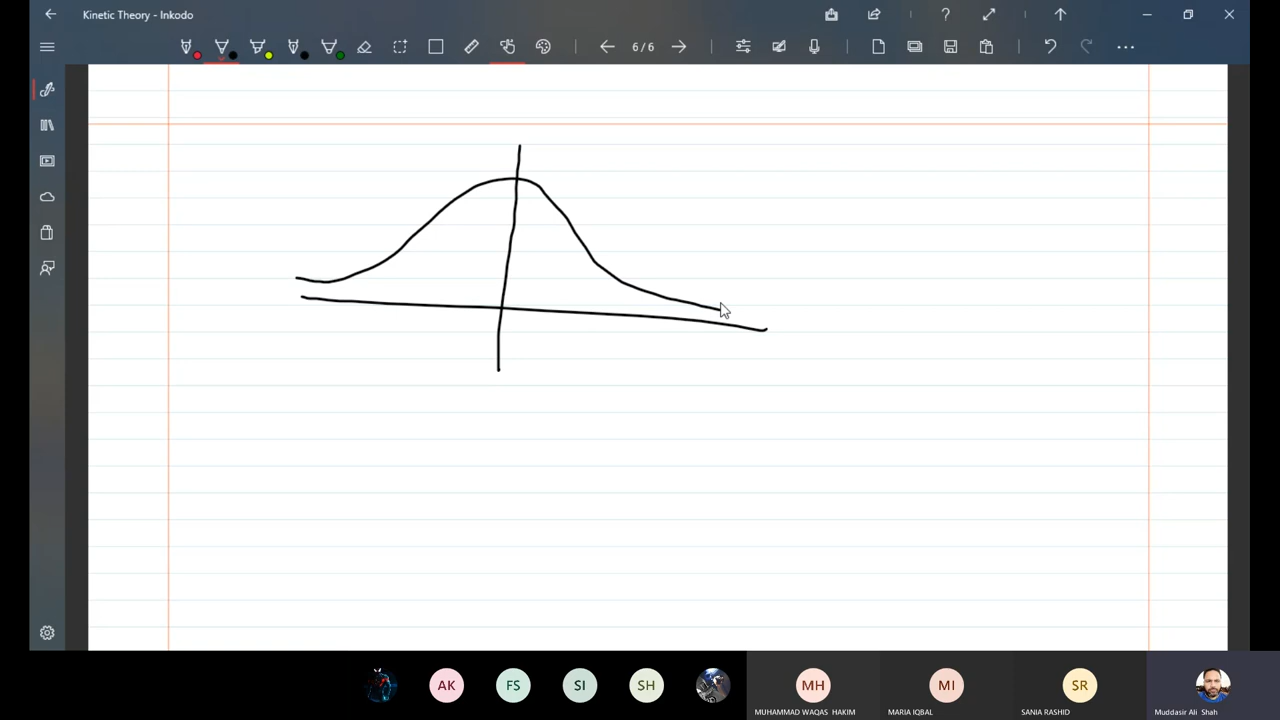 Kinetic Theory - Inkodo
6/6
AK
FS
SI
SH
MH
MI
SR
MUHAMMAD WAQAS HAKIM
MARIA IQBAL
SANIA RASHID
Muddasir Ali Shah